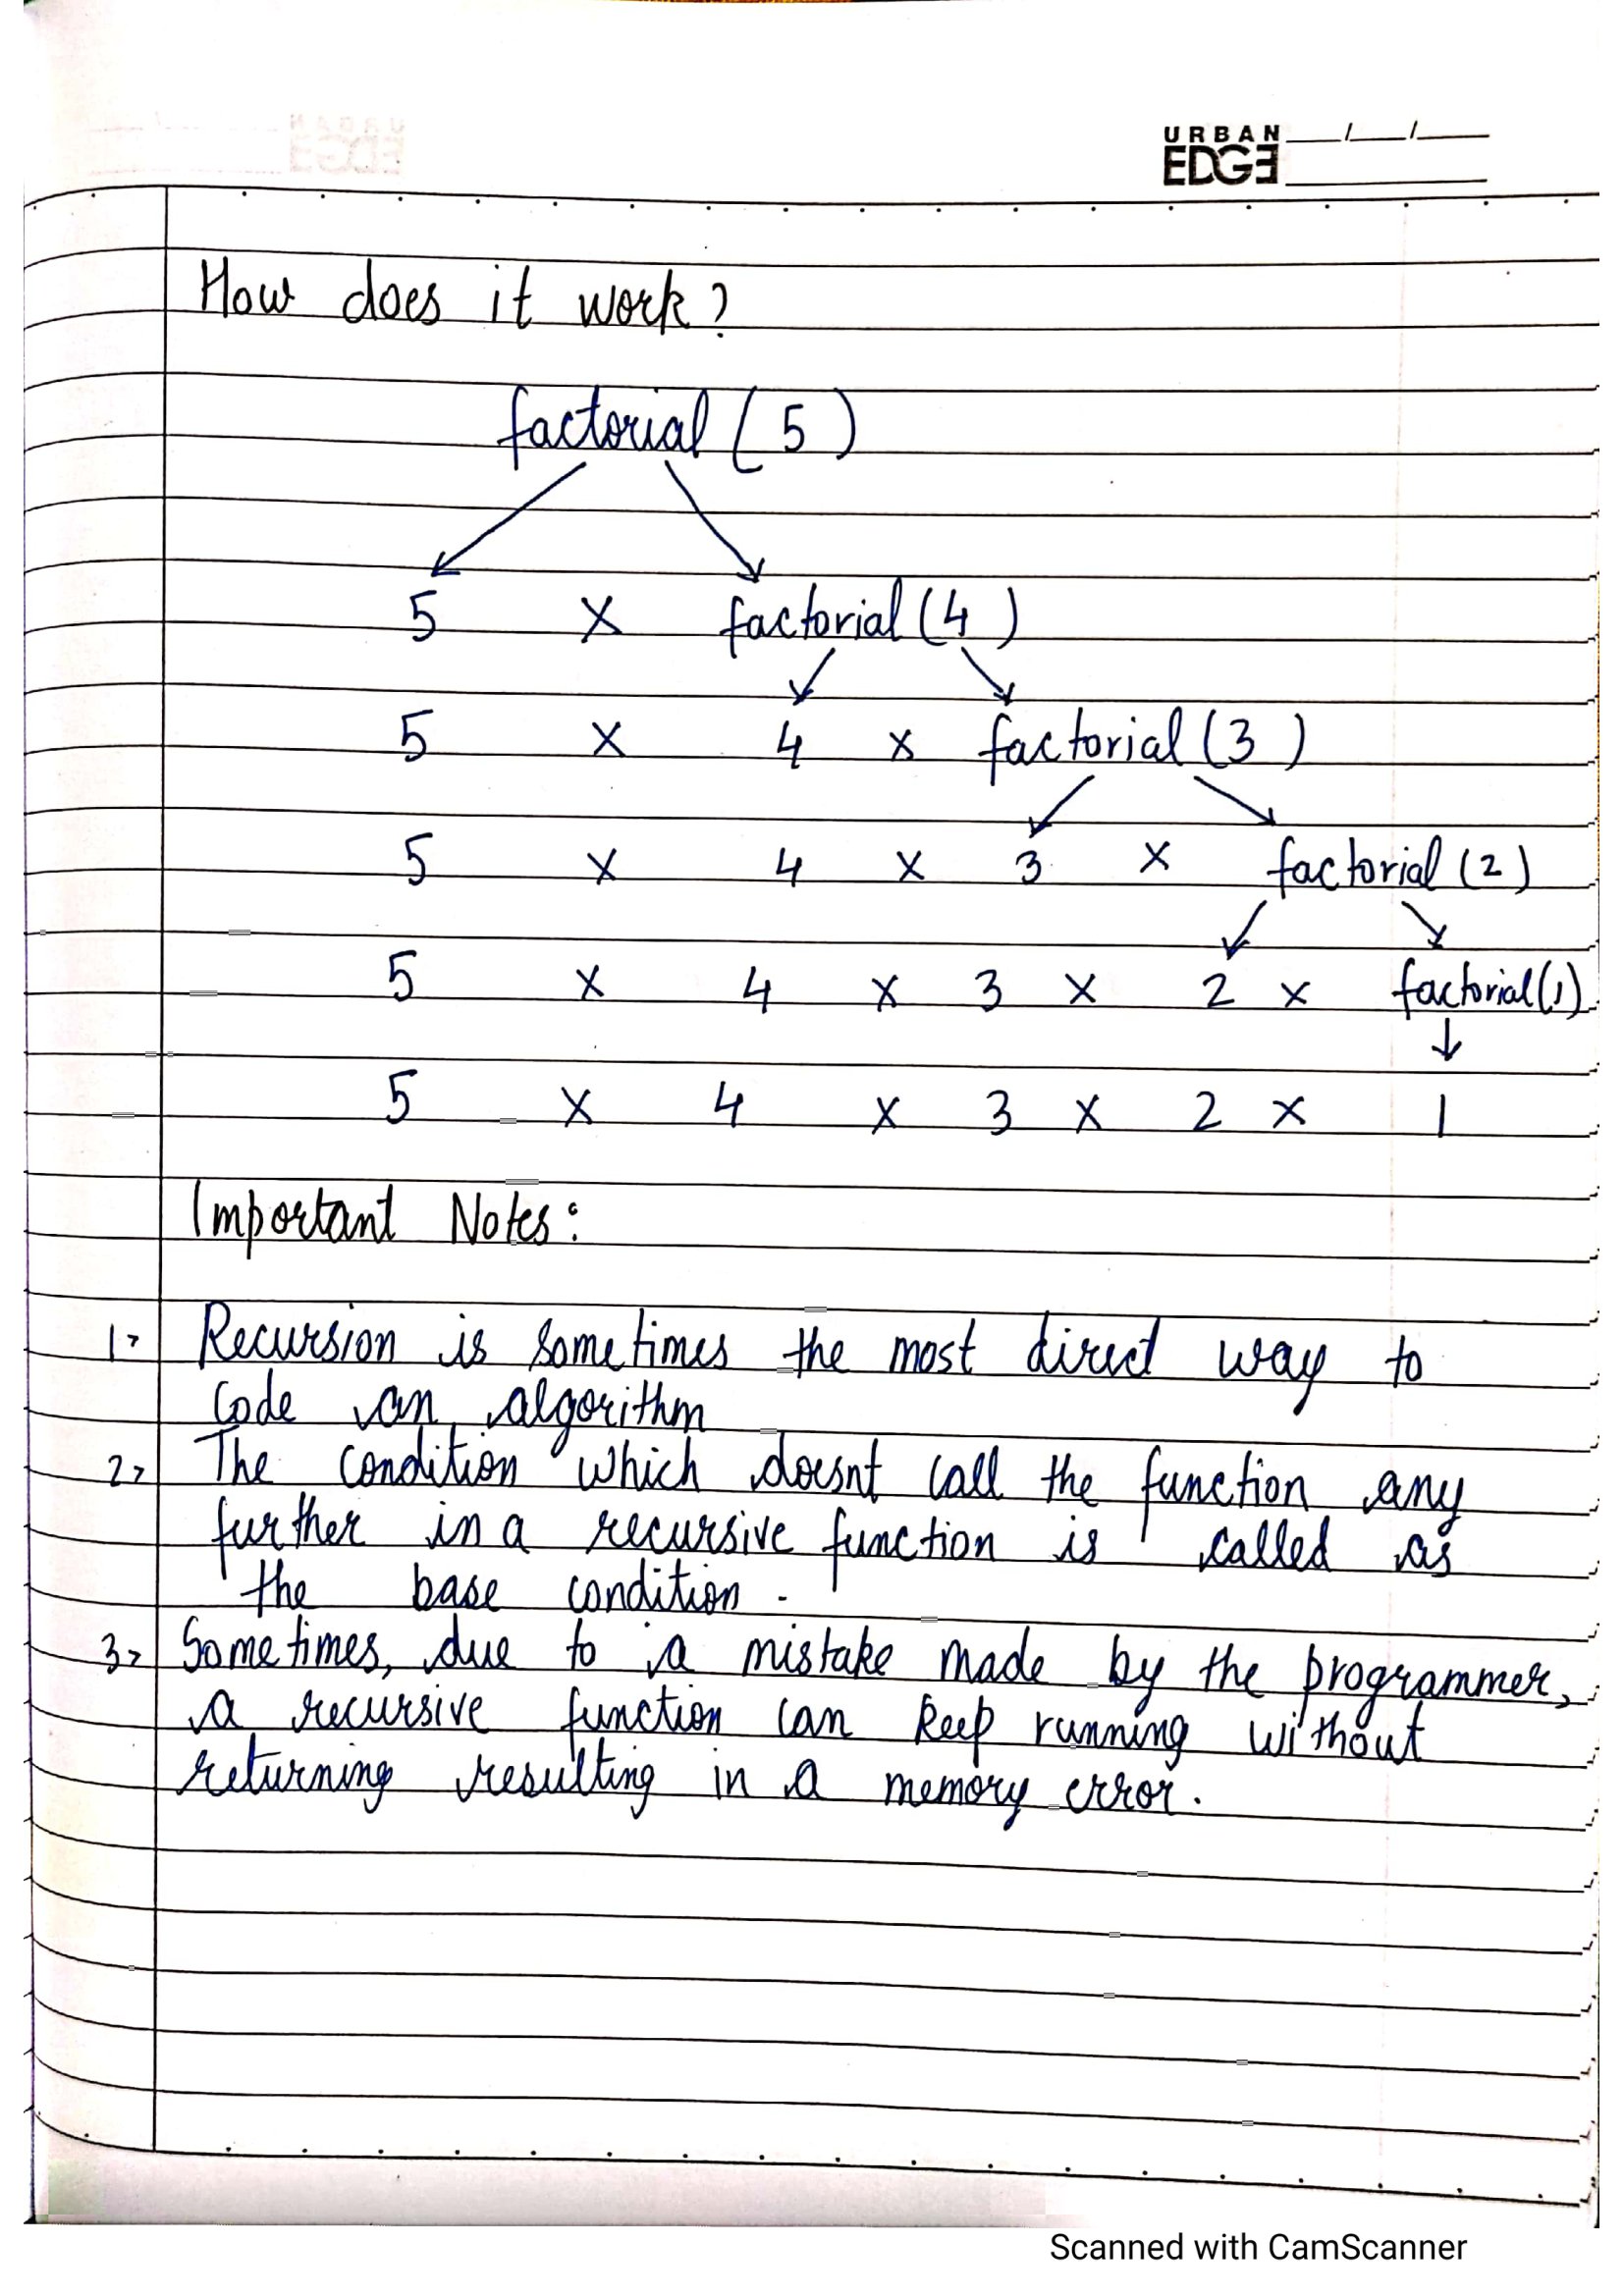 URBAN
EDGE
How does it work?
factorial (5)
5 x factorial (4)
5 x 4 x factorial (3)
5 x 4 x 3 x factorial (2)
5 x 4 x 3 x 2 x factorial (1)
5 x 4 x 3 x 2 x 1
Important Notes:
1> Recursion is sometimes the most direct way to
code an algorithm
2> The condition which doesnt call the function any
further in a recursive function is called as
the base condition.
3> Sometimes, due to a mistake made by the programmer,
a recursive function can keep running without
returning resulting in a memory error.
Scanned with CamScanner